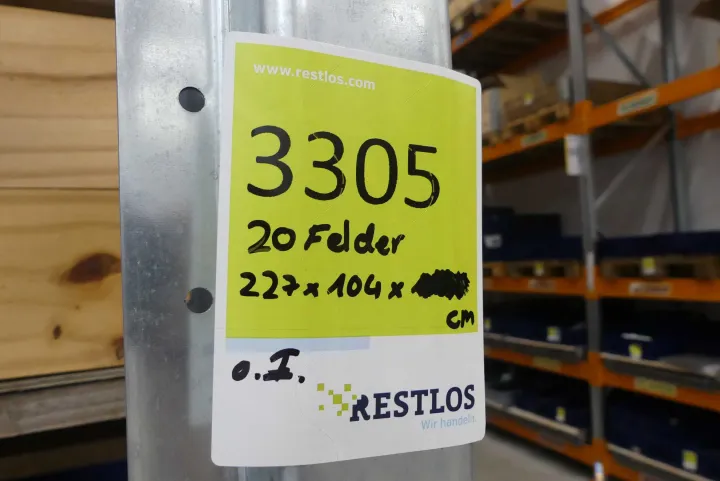 www.restlos.com
3305
20 Felder
227 x 104 x
cm
o.I.
RESTLOS
Wir handeln.